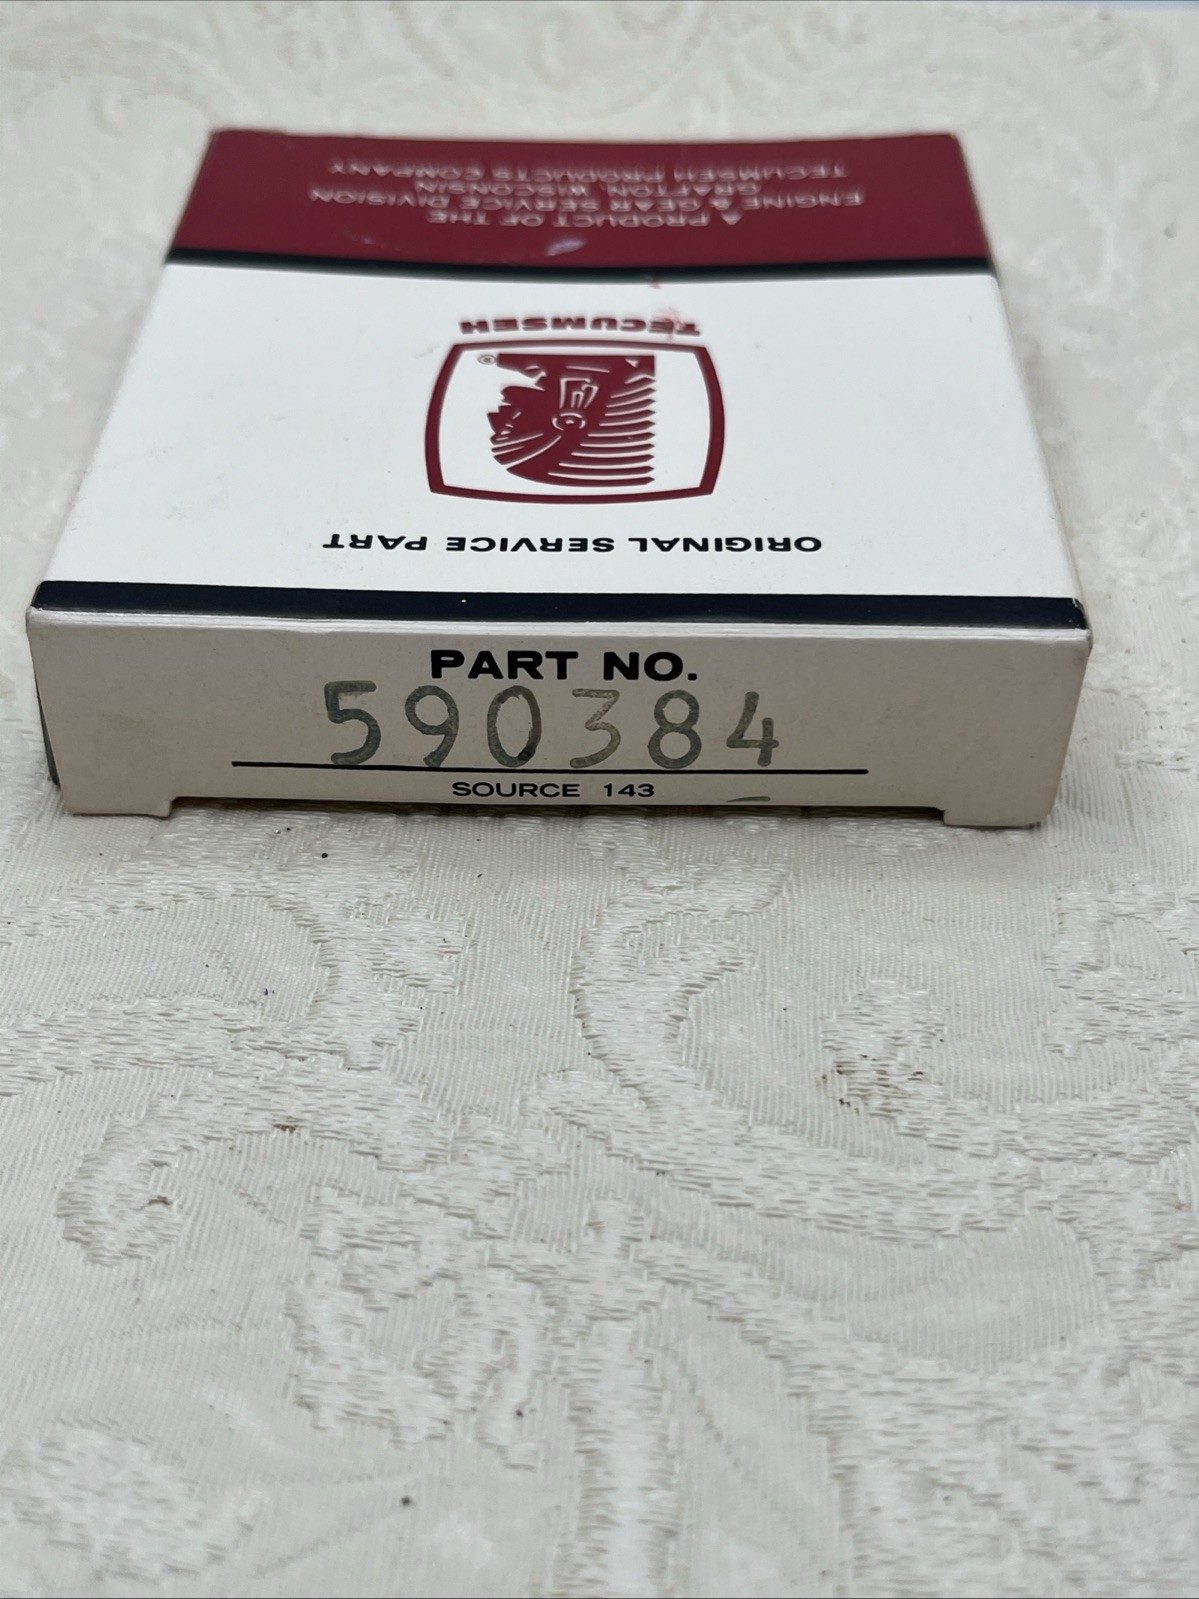 PART NO.
590384
SOURCE 143
ORIGINAL SERVICE PART
®
TECUMSEH
A PRODUCT OF THE
ENGINE & GEAR SERVICE DIVISION
GRAFTON, WISCONSIN
TECUMSEH PRODUCTS COMPANY